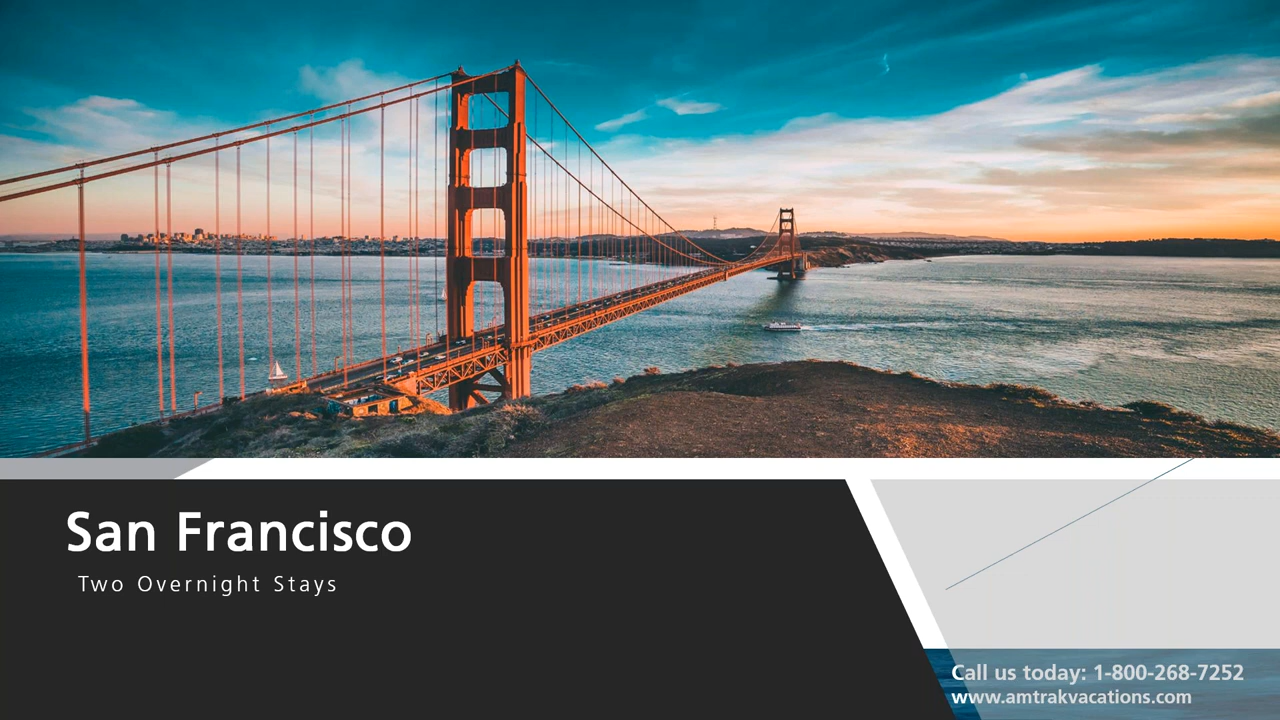 San Francisco
Two Overnight Stays
Call us today: 1-800-268-7252
www.amtrakvacations.com